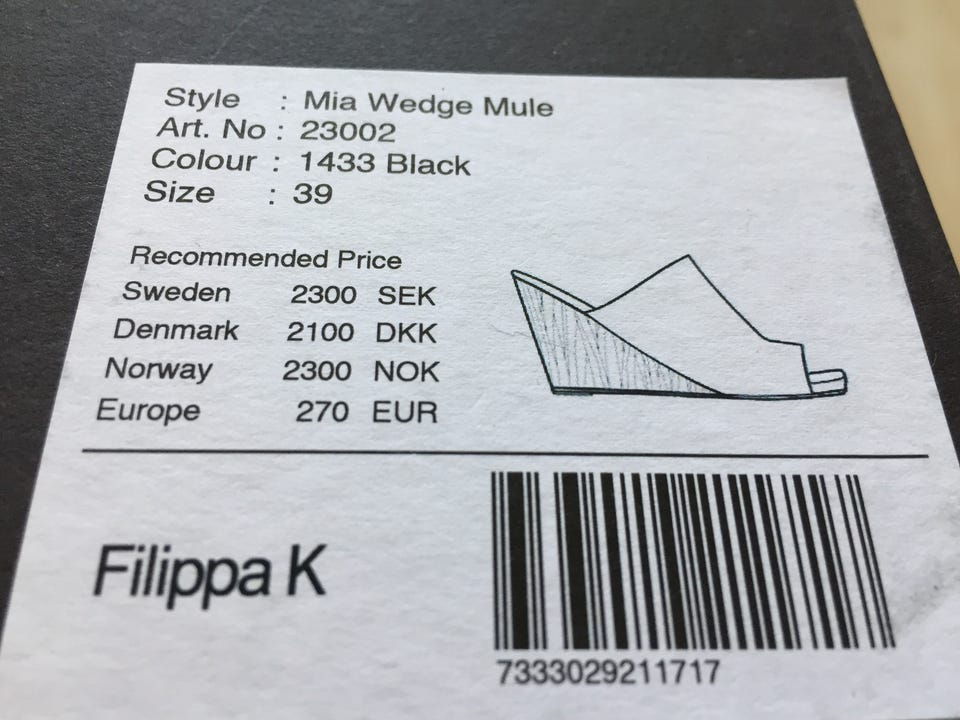 Style : Mia Wedge Mule
Art. No : 23002
Colour : 1433 Black
Size : 39
Recommended Price
Sweden 2300 SEK
Denmark 2100 DKK
Norway 2300 NOK
Europe 270 EUR
Filippa K
7333029211717